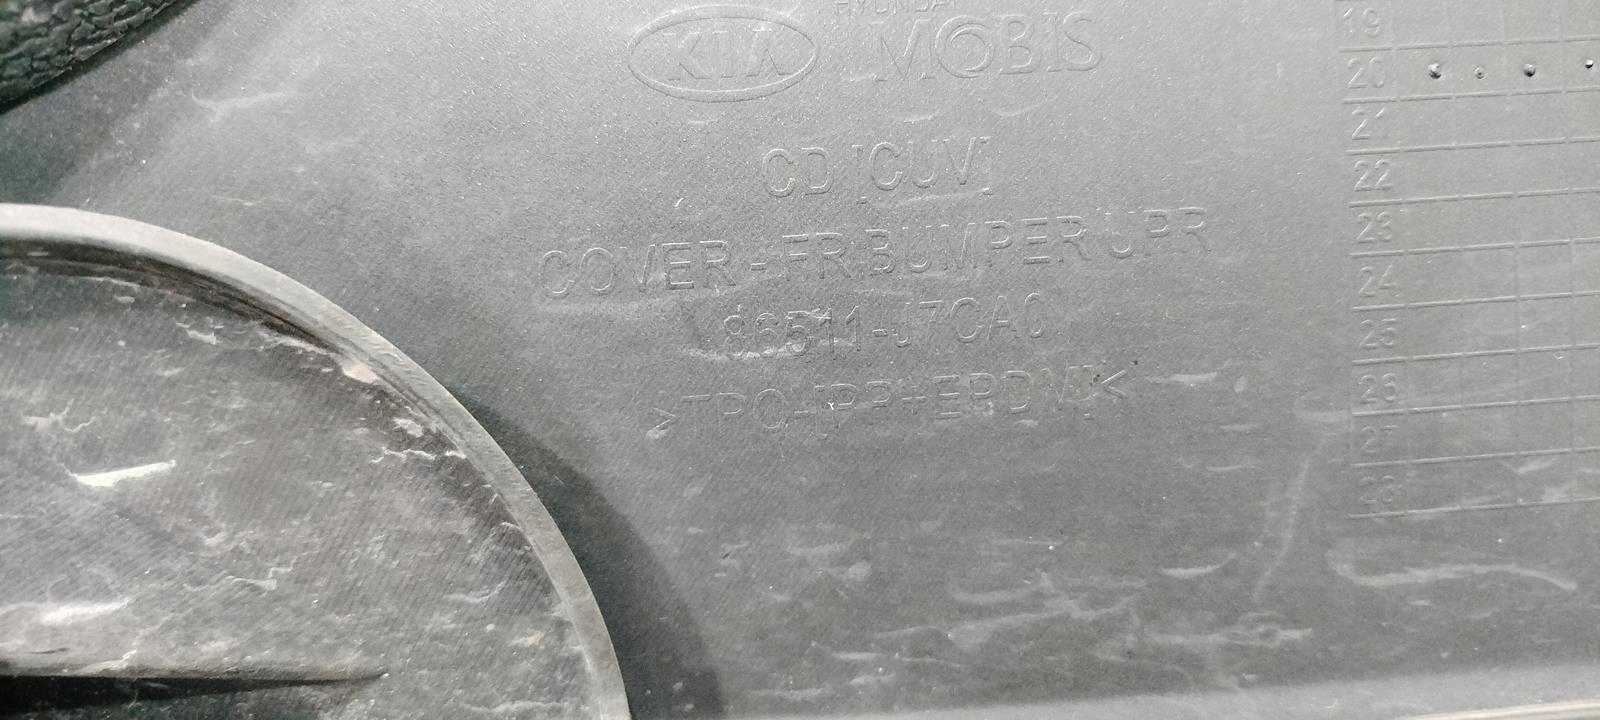 HYUNDAI
KIA MOBIS
CD [CUV]
COVER-FR BUMPER UPR
86511-J7CA0
>TPO-[PP+EPDM]<
19
20
21
22
23
24
25
26
27
28